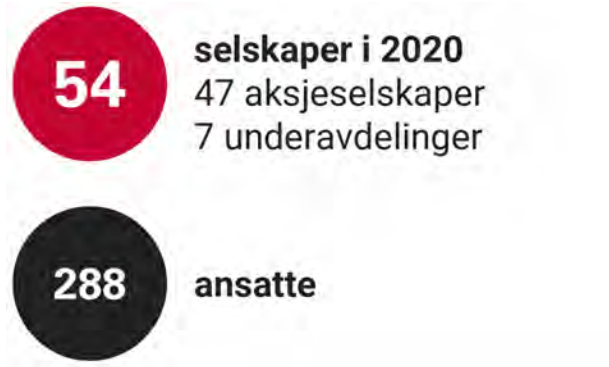 54
selskaper i 2020
47 aksjeselskaper
7 underavdelinger
288
ansatte